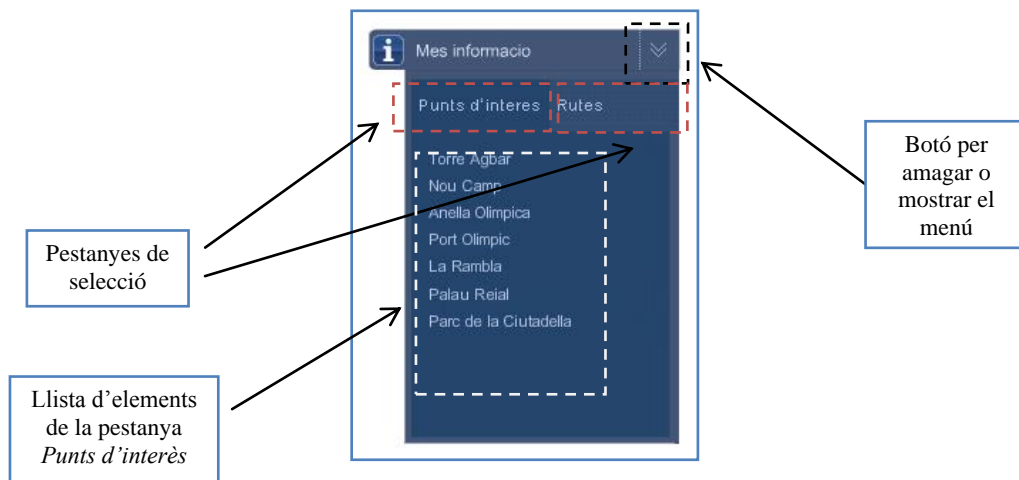 Mes informacio
Punts d'interes Rutes
Torre Agbar
Nou Camp
Anella Olimpica
Port Olimpic
La Rambla
Palau Reial
Parc de la Ciutadella
Botó per
amagar o
mostrar el
menú
Pestanyes de
selecció
Llista d’elements
de la pestanya
Punts d’interès